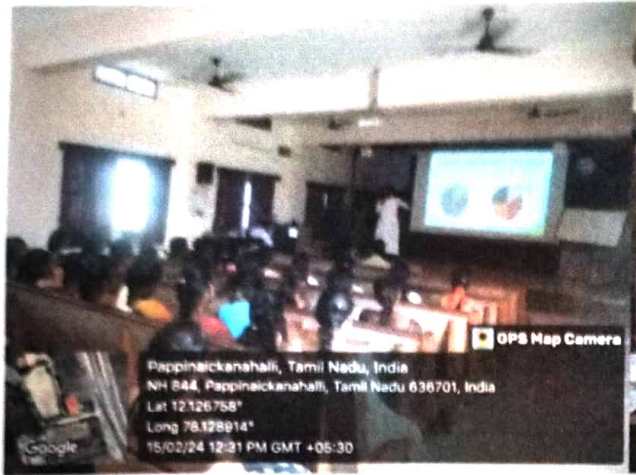 GPS Map Camera
Pappinaickanahalli, Tamil Nadu, India
NH 844, Pappinaickanahalli, Tamil Nadu 636701, India
Lat 12.126758°
Long 78.128914°
15/02/24 12:31 PM GMT +05:30
Google